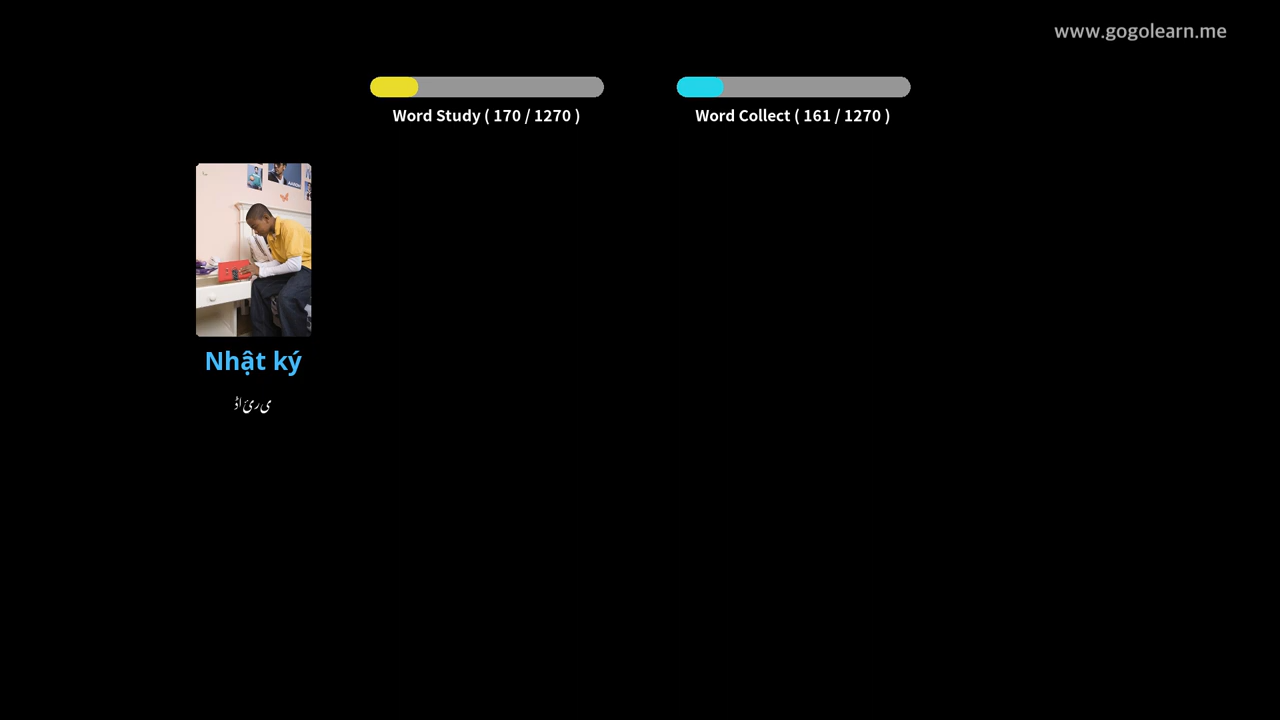 www.gogolearn.me
Word Study ( 170 / 1270 )
Word Collect ( 161 / 1270 )
Nhật ký
ڈائری